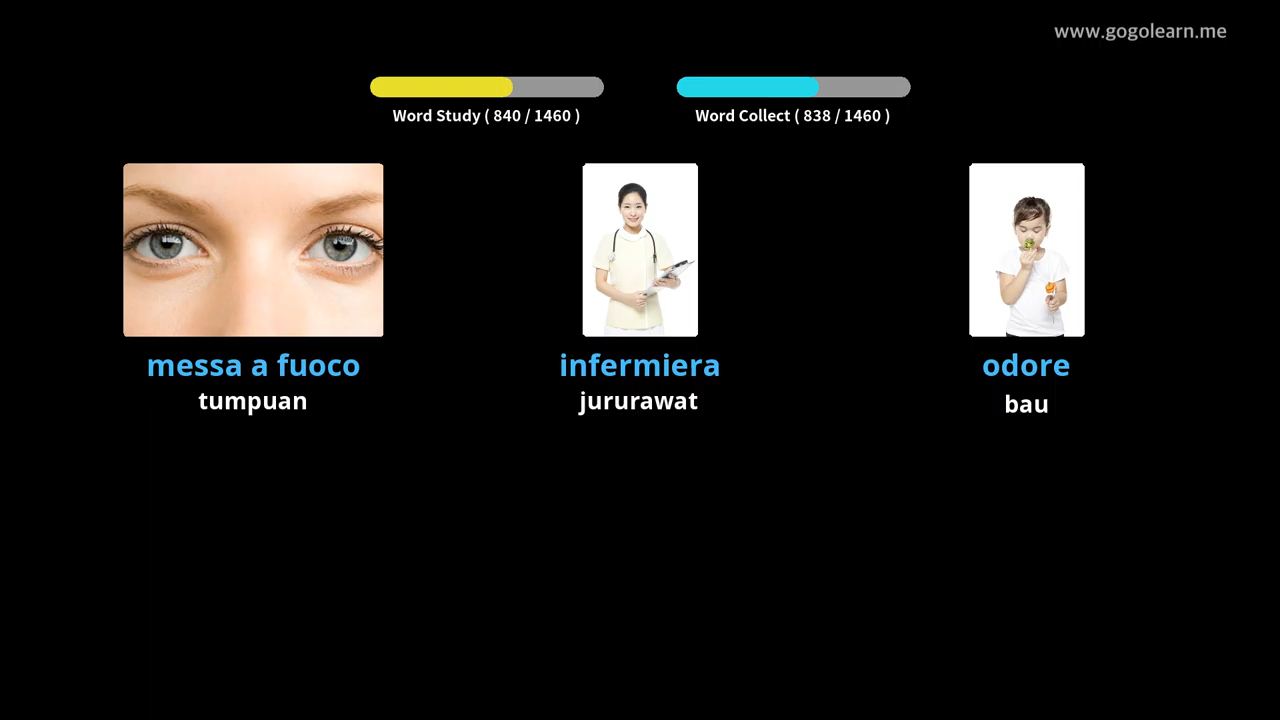 www.gogolearn.me
Word Study ( 840 / 1460 )
Word Collect ( 838 / 1460 )
messa a fuoco
tumpuan
infermiera
jururawat
odore
bau